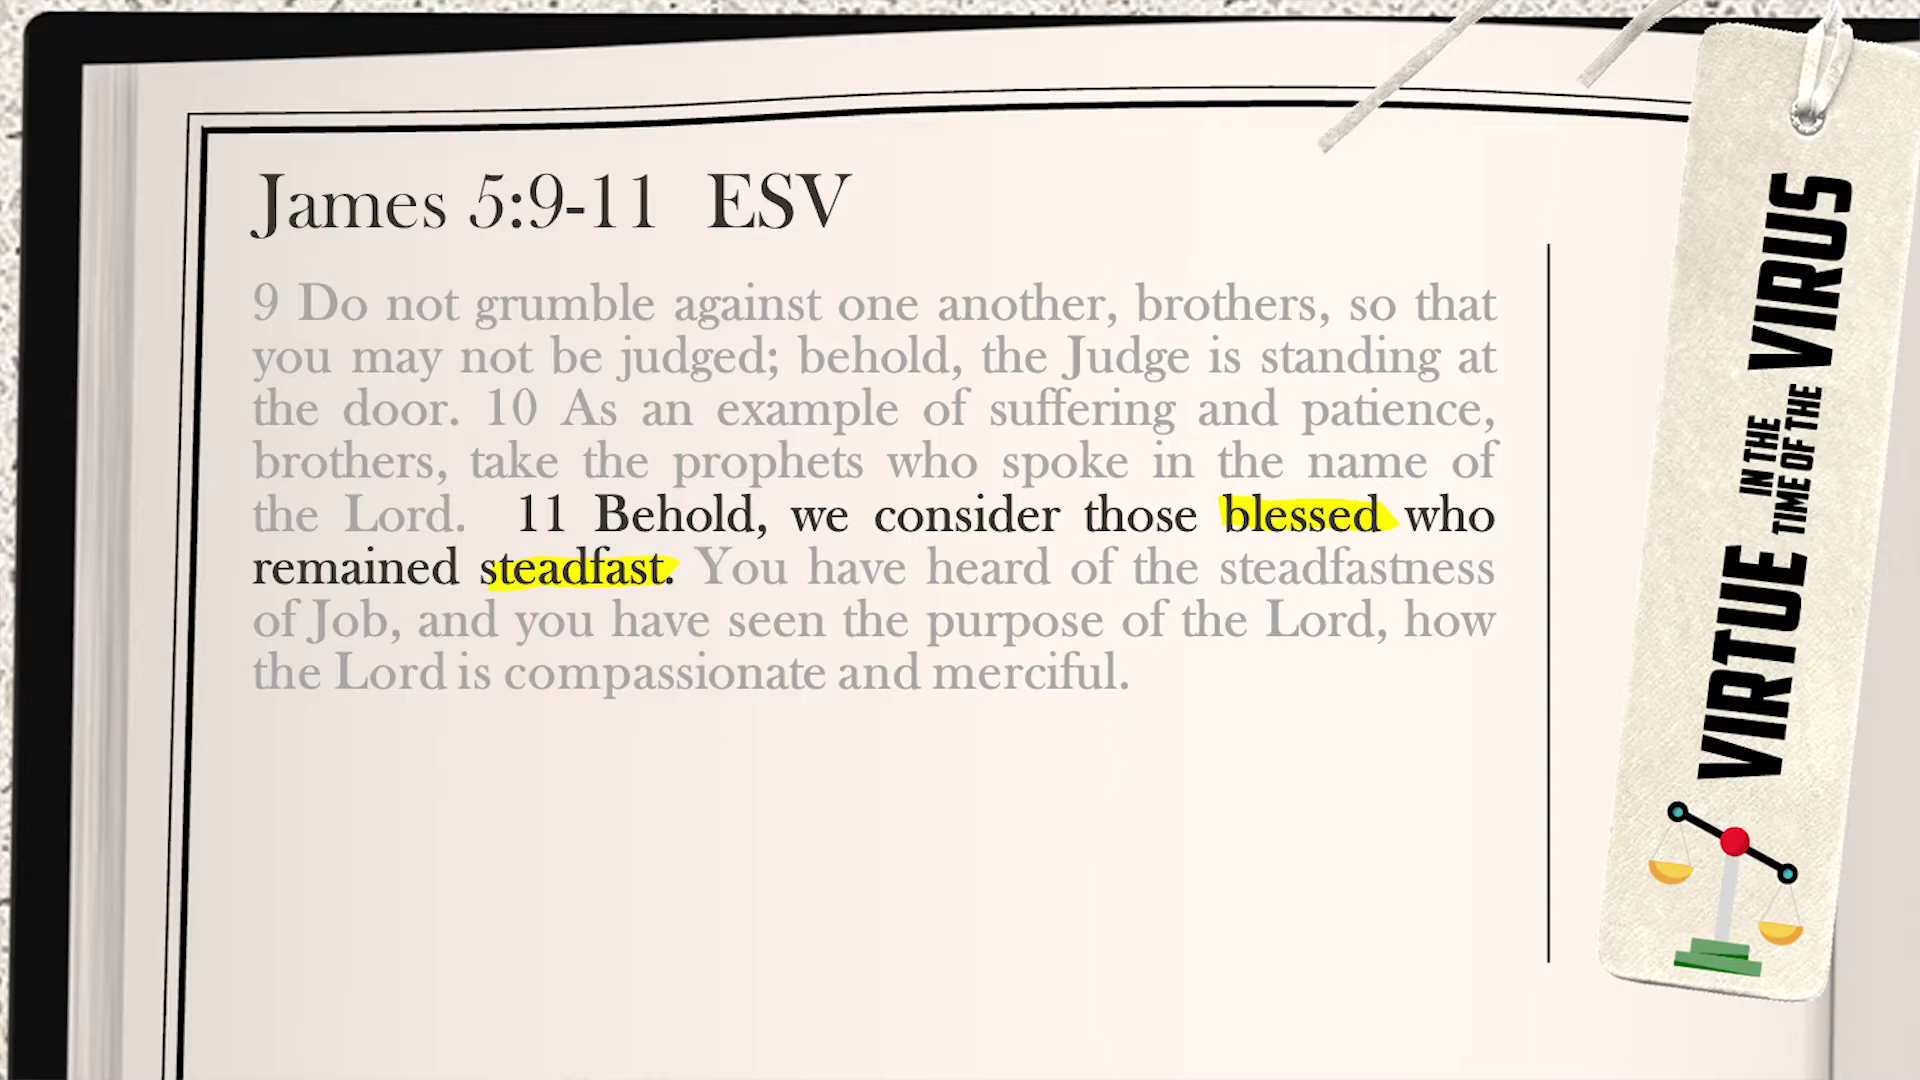 James 5:9-11 ESV
9 Do not grumble against one another, brothers, so that
you may not be judged; behold, the Judge is standing at
the door. 10 As an example of suffering and patience,
brothers, take the prophets who spoke in the name of
the Lord. 11 Behold, we consider those blessed who
remained steadfast. You have heard of the steadfastness
of Job, and you have seen the purpose of the Lord, how
the Lord is compassionate and merciful.
VIRTUE IN THE TIME OF THE VIRUS